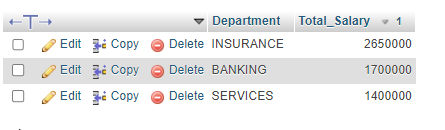 Department Total_Salary 1
Edit Copy Delete INSURANCE 2650000
Edit Copy Delete BANKING 1700000
Edit Copy Delete SERVICES 1400000
.